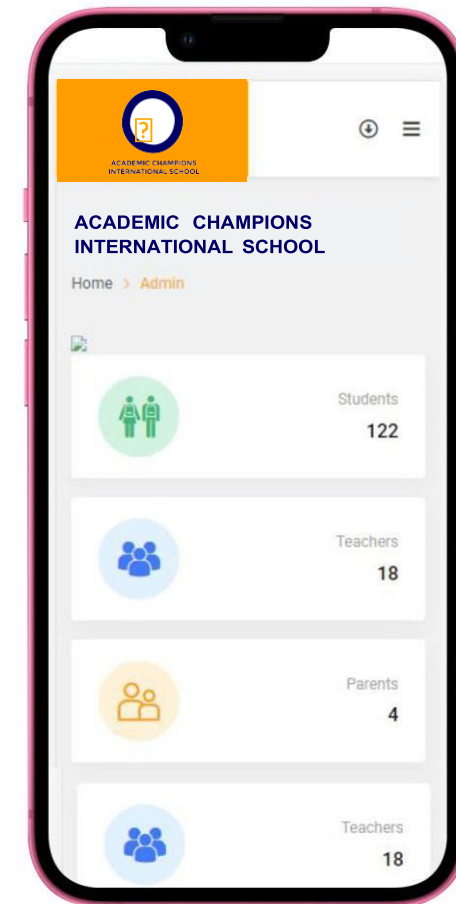 ACADEMIC CHAMPIONS
INTERNATIONAL SCHOOL
ACADEMIC CHAMPIONS
INTERNATIONAL SCHOOL
Home > Admin
Students
122
Teachers
18
Parents
4
Teachers
18